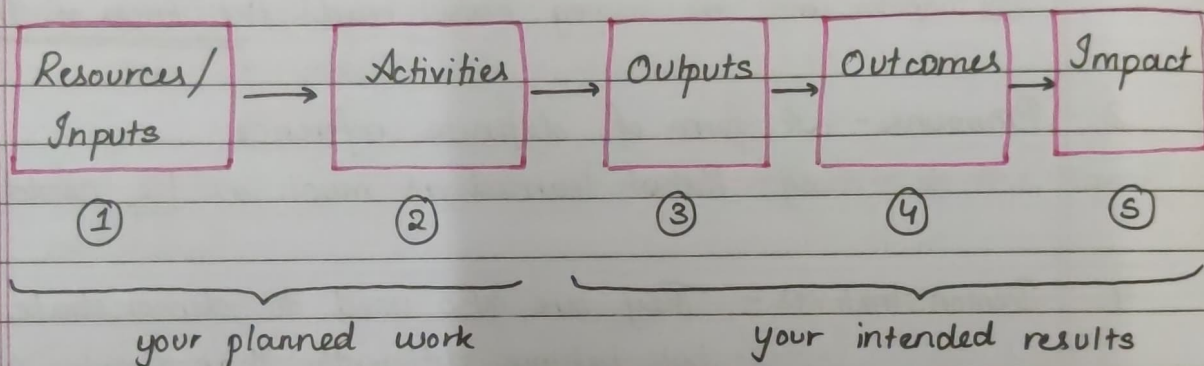 Resources/ Activities Outputs Outcomes Impact
Inputs
① ② ③ ④ ⑤
your planned work your intended results